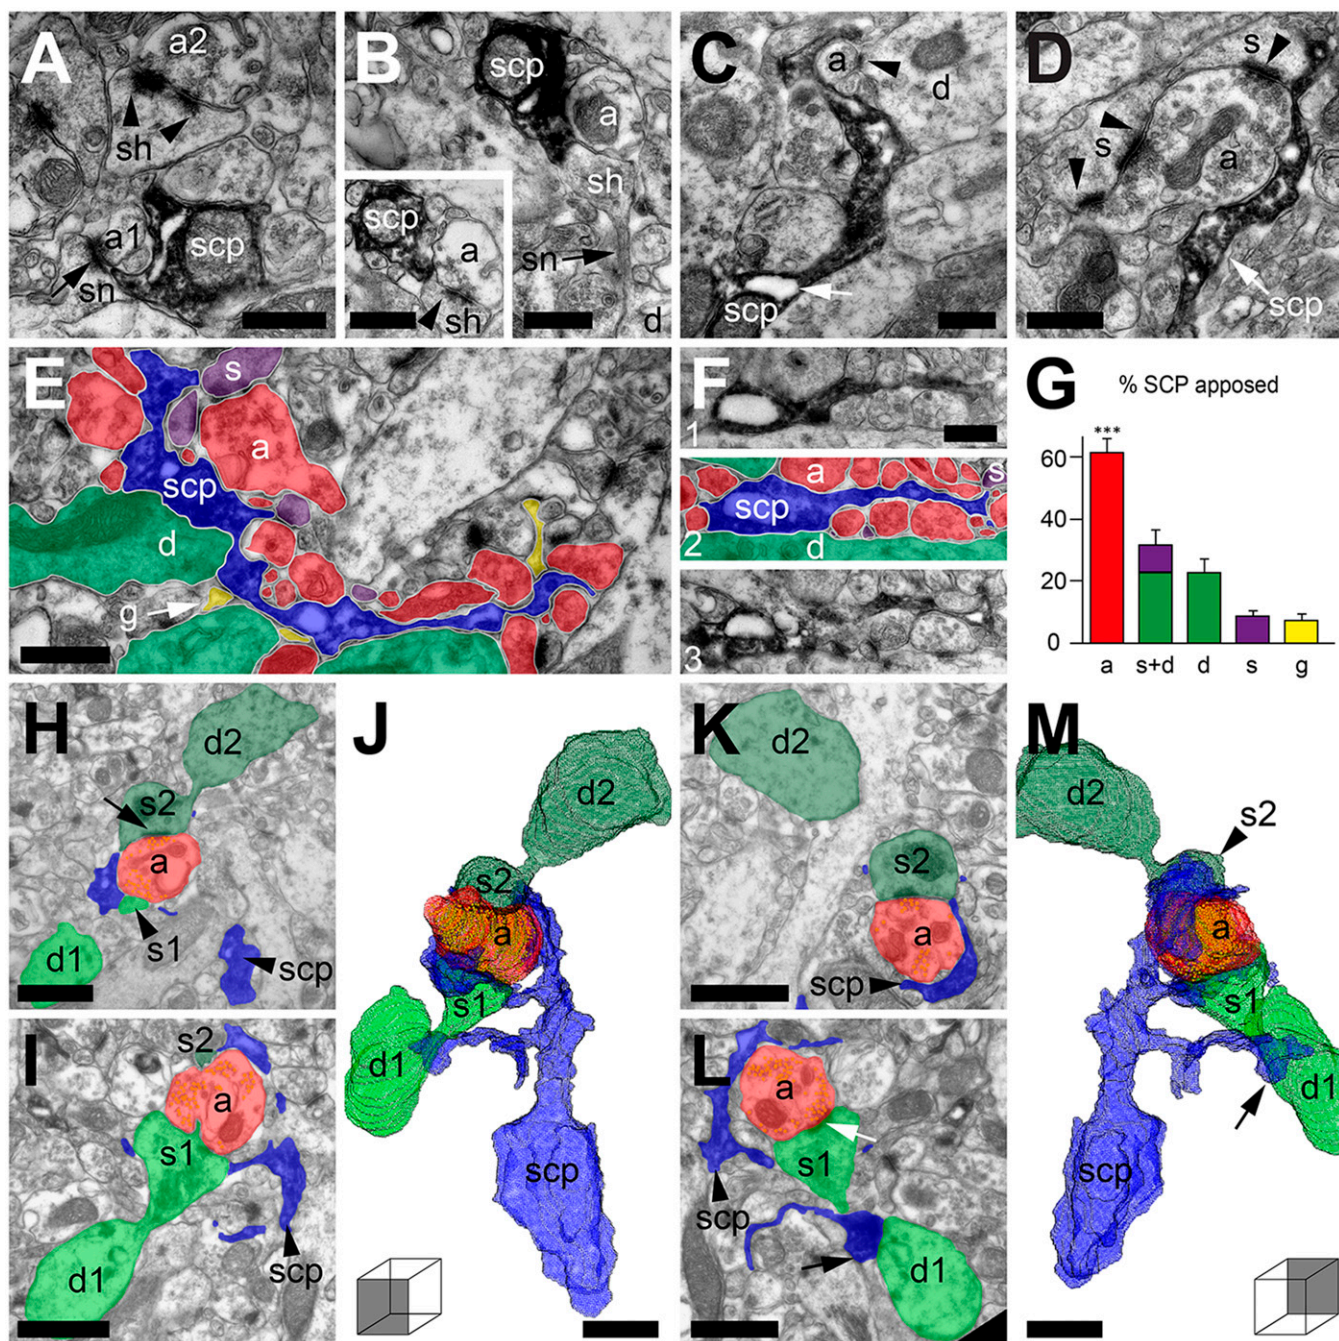 A
a2
sh
a1
scp
sn
B
scp
a
sh
sn
d
scp
a
sh
C
a
d
scp
D
s
s
a
scp
E
s
a
scp
d
g
F
1
a
s
scp
2
d
3
G
% SCP apposed
***
60
40
20
0
a s+d d s g
H
d2
s2
a
s1
d1
scp
I
s2
a
s1
d1
scp
J
d2
s2
a
s1
d1
scp
K
d2
s2
a
scp
L
a
s1
scp
d1
M
d2
s2
a
s1
d1
scp